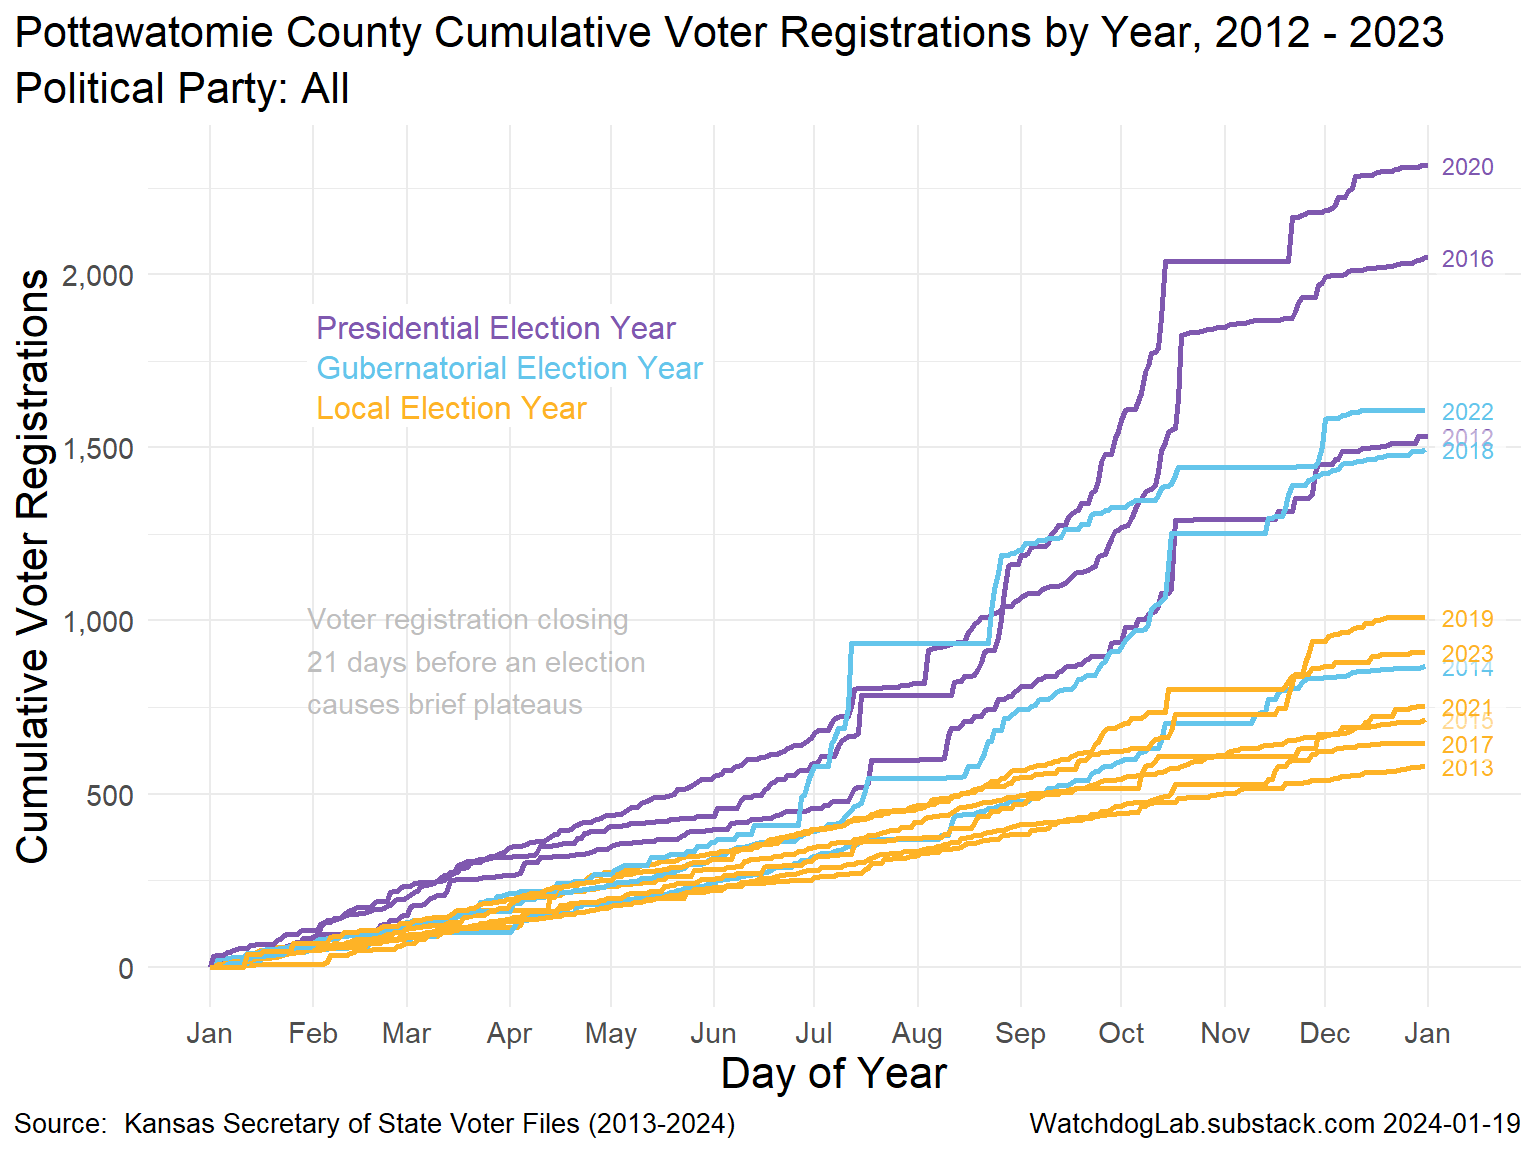 Pottawatomie County Cumulative Voter Registrations by Year, 2012 - 2023
Political Party: All
Cumulative Voter Registrations
2,000
1,500
1,000
500
0
Presidential Election Year
Gubernatorial Election Year
Local Election Year
Voter registration closing
21 days before an election
causes brief plateaus
2020
2016
2022
2012
2018
2019
2023
2014
2021
2015
2017
2013
Jan Feb Mar Apr May Jun Jul Aug Sep Oct Nov Dec Jan
Day of Year
Source:  Kansas Secretary of State Voter Files (2013-2024)
WatchdogLab.substack.com 2024-01-19